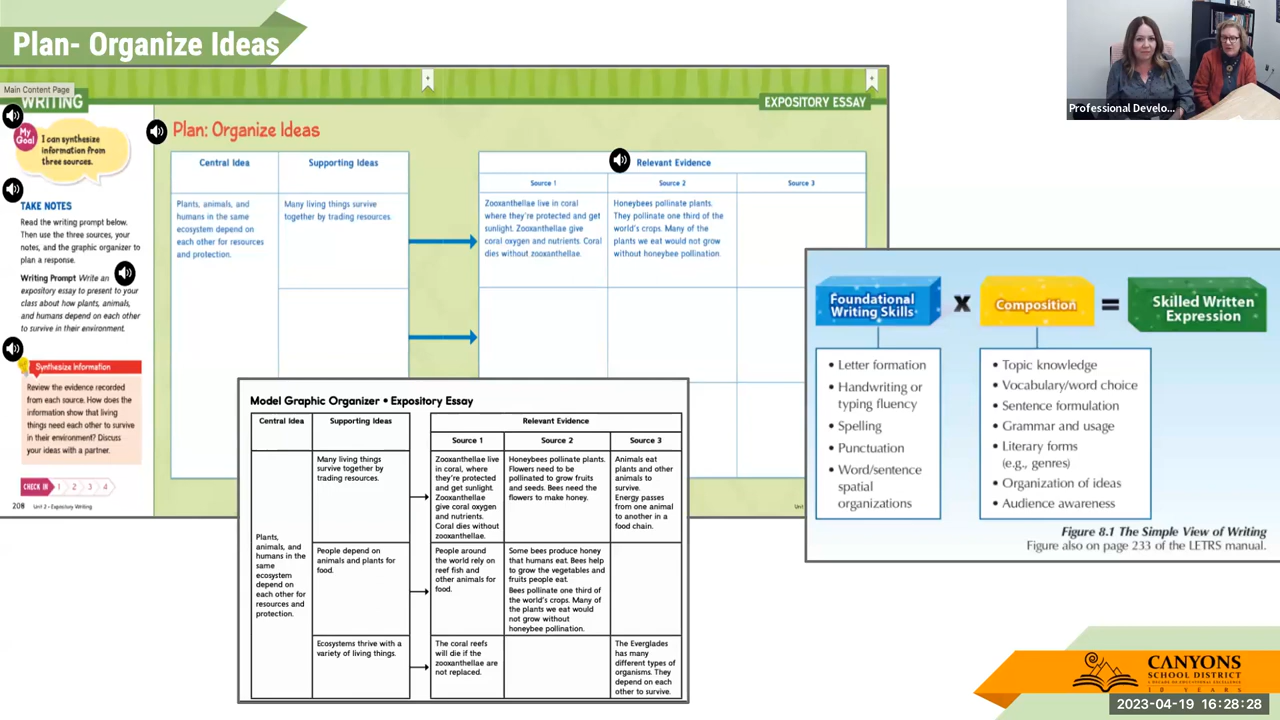 Plan- Organize Ideas
Professional Develo...
Main Content Page
WRITING
EXPOSITORY ESSAY
My
Goal
I can synthesize
information from
three sources.
TAKE NOTES
Read the writing prompt below.
Then use the three sources, your
notes, and the graphic organizer to
plan a response.
Writing Prompt Write an
expository essay to present to your
class about how plants, animals,
and humans depend on each other
to survive in their environment.
Synthesize Information
Review the evidence recorded
from each source. How does the
information show that living
things need each other to survive
in their environment? Discuss
your ideas with a partner.
CHECK IN 1 2 3 4
208 Unit 2 - Expository Writing
Plan: Organize Ideas
Central Idea
Supporting Ideas
Plants, animals, and
humans in the same
ecosystem depend on
each other for resources
and protection.
Many living things survive
together by trading resources.
Relevant Evidence
Source 1
Source 2
Source 3
Zooxanthellae live in coral
where they're protected and get
sunlight. Zooxanthellae give
coral oxygen and nutrients. Coral
dies without zooxanthellae.
Honeybees pollinate plants.
They pollinate one third of the
world's crops. Many of the
plants we eat would not grow
without honeybee pollination.
Uni
Model Graphic Organizer • Expository Essay
Central Idea
Supporting Ideas
Relevant Evidence
Source 1
Source 2
Source 3
Plants,
animals, and
humans in the
same
ecosystem
depend on
each other for
resources and
protection.
Many living things
survive together by
trading resources.
Zooxanthellae live
in coral, where
they're protected
and get sunlight.
Zooxanthellae
give coral oxygen
and nutrients.
Coral dies without
zooxanthellae.
Honeybees pollinate plants.
Flowers need to be
pollinated to grow fruits
and seeds. Bees need the
flowers to make honey.
Animals eat
plants and other
animals to
survive.
Energy passes
from one animal
to another in a
food chain.
People depend on
animals and plants for
food.
People around
the world rely on
reef fish and
other animals for
food.
Some bees produce honey
that humans eat. Bees help
to grow the vegetables and
fruits people eat.
Bees pollinate one third of
the world's crops. Many of
the plants we eat would
not grow without
honeybee pollination.
Ecosystems thrive with a
variety of living things.
The coral reefs
will die if the
zooxanthellae are
not replaced.
The Everglades
has many
different types of
organisms. They
depend on each
other to survive.
Foundational
Writing Skills
x
Composition
=
Skilled Written
Expression
• Letter formation
• Handwriting or
typing fluency
• Spelling
• Punctuation
• Word/sentence
spatial
organizations
• Topic knowledge
• Vocabulary/word choice
• Sentence formulation
• Grammar and usage
• Literary forms
(e.g., genres)
• Organization of ideas
• Audience awareness
Figure 8.1 The Simple View of Writing
Figure also on page 233 of the LETRS manual.
CANYONS
SCHOOL DISTRICT
10 YEARS
2023-04-19 16:28:28